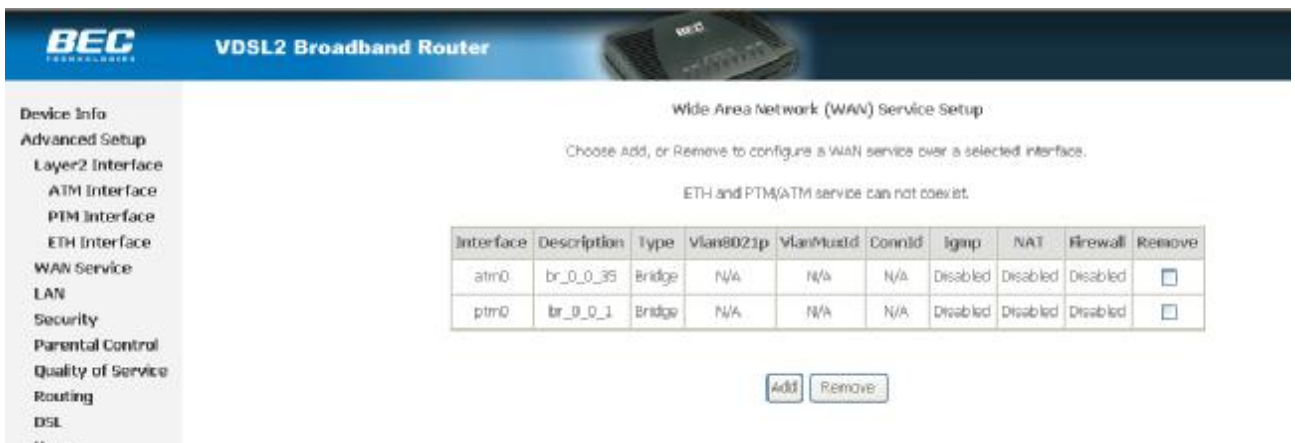 BEC
TECHNOLOGIES
VDSL2 Broadband Router
BEC
Device Info
Advanced Setup
Layer2 Interface
ATM Interface
PTM Interface
ETH Interface
WAN Service
LAN
Security
Parental Control
Quality of Service
Routing
DSL
Wide Area Network (WAN) Service Setup
Choose Add, or Remove to configure a WAN service over a selected interface.
ETH and PTM/ATM service can not coexist.
Interface Description Type Vlan8021p VlanMuxId ConnId Igmp NAT Firewall Remove
atm0 br_0_0_35 Bridge N/A N/A N/A Disabled Disabled Disabled
ptm0 br_0_0_1 Bridge N/A N/A N/A Disabled Disabled Disabled
Add Remove